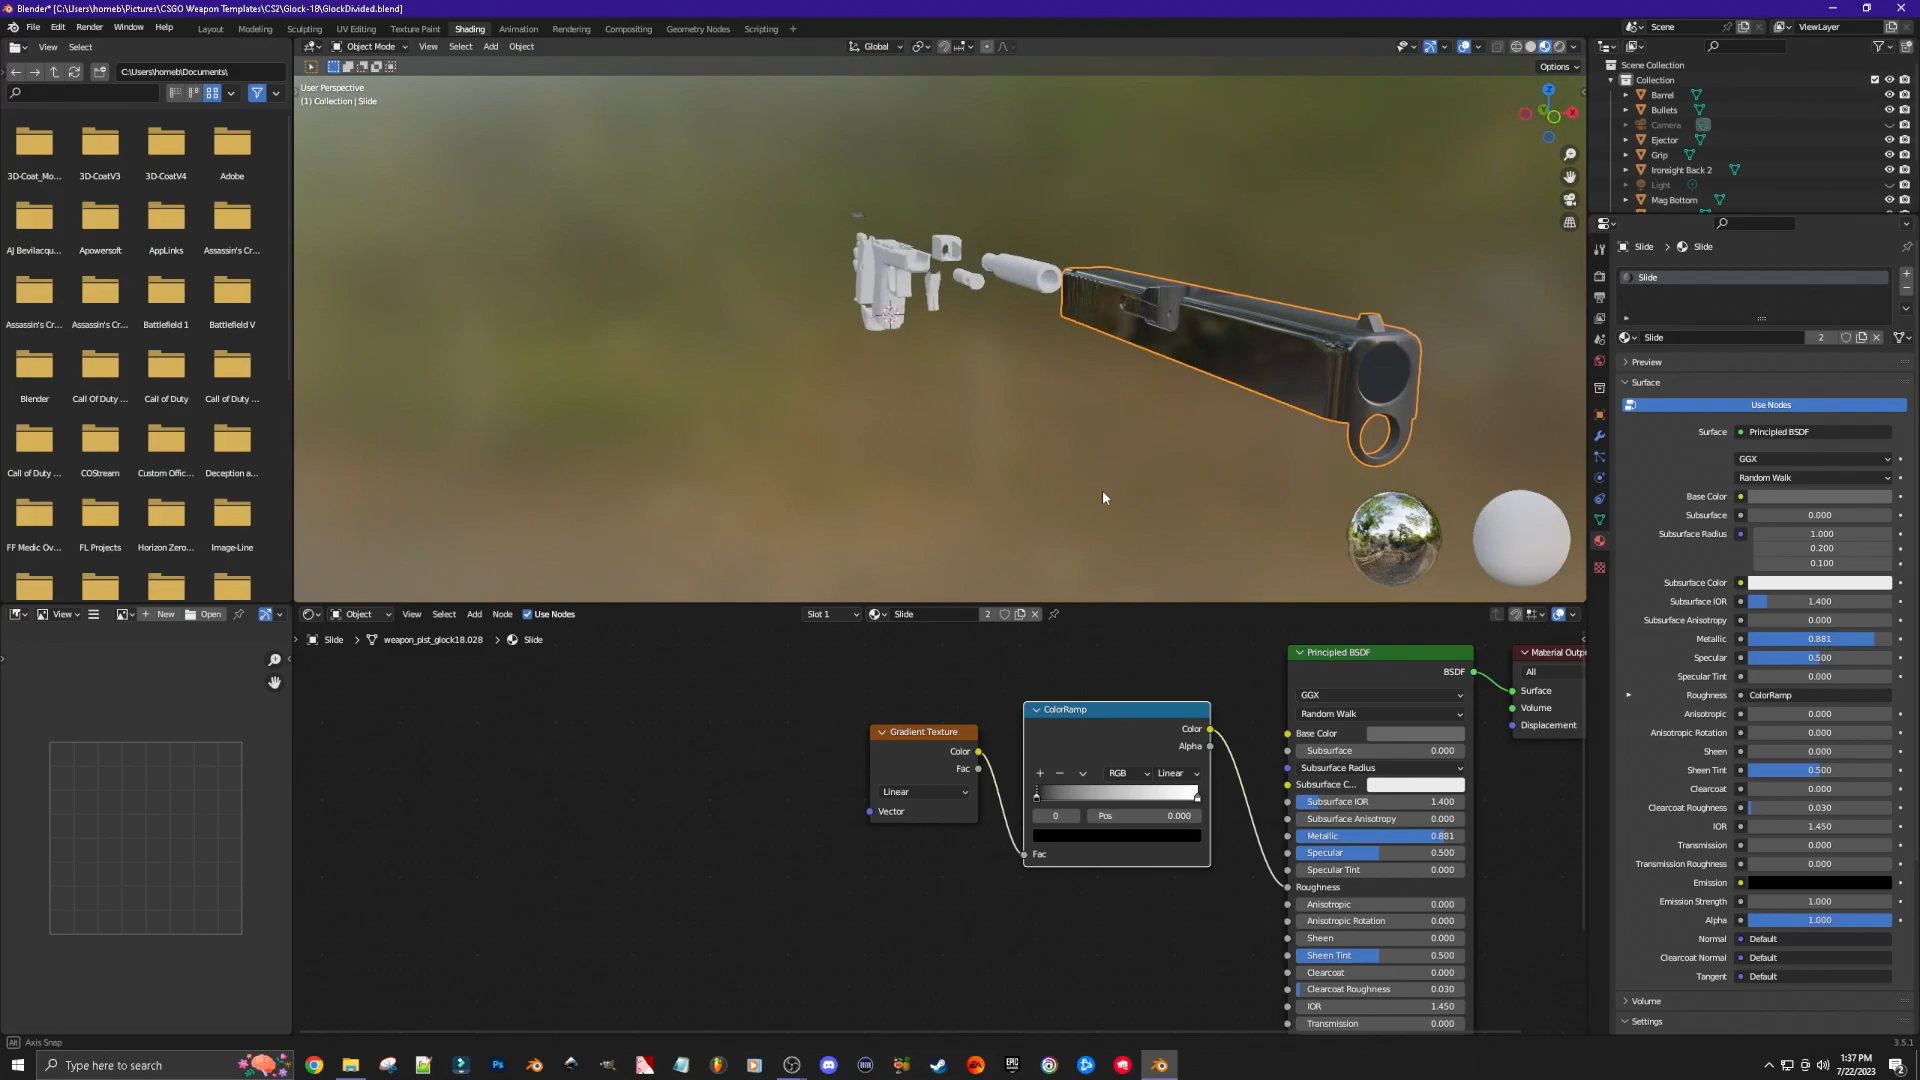 Blender* [C:\Users\homeb\Pictures\CSGO Weapon Templates\CS2\Glock-18\GlockDivided.blend]
File Edit Render Window Help
Layout Modeling Sculpting UV Editing Texture Paint Shading Animation Rendering Compositing Geometry Nodes Scripting +
Scene ViewLayer
View Select
Object Mode View Select Add Object
Global
C:\Users\homeb\Documents\
Options
3D-Coat_Mo... 3D-CoatV3 3D-CoatV4 Adobe
AJ Bevilacqu... Apowersoft AppLinks Assassin's Cr...
Assassin's Cr... Assassin's Cr... Battlefield 1 Battlefield V
Blender Call Of Duty ... Call of Duty Call of Duty ...
Call of Duty ... COStream Custom Offic... Deception a...
FF Medic Ov... FL Projects Horizon Zero... Image-Line
User Perspective
(1) Collection | Slide
Z
X
Y
Scene Collection
Collection
Barrel
Bullets
Camera
Ejector
Grip
Ironsight Back 2
Light
Mag Bottom
Slide > Slide
Slide
Slide 2
Preview
Surface
Use Nodes
Surface Principled BSDF
GGX
Random Walk
Base Color
Subsurface 0.000
Subsurface Radius 1.000
0.200
0.100
Subsurface Color
Subsurface IOR 1.400
Subsurface Anisotropy 0.000
Metallic 0.881
Specular 0.500
Specular Tint 0.000
Roughness ColorRamp
Anisotropic 0.000
Anisotropic Rotation 0.000
Sheen 0.000
Sheen Tint 0.500
Clearcoat 0.000
Clearcoat Roughness 0.030
IOR 1.450
Transmission 0.000
Transmission Roughness 0.000
Emission
Emission Strength 1.000
Alpha 1.000
Normal Default
Clearcoat Normal Default
Tangent Default
Volume
Settings
View + New Open
Object View Select Add Node Use Nodes Slot 1 Slide 2
Slide > weapon_pist_glock18.028 > Slide
Gradient Texture
Color
Fac
Linear
Vector
ColorRamp
Color
Alpha
+ − RGB Linear
0 Pos 0.000
Fac
Principled BSDF
BSDF
GGX
Random Walk
Base Color
Subsurface 0.000
Subsurface Radius
Subsurface C...
Subsurface IOR 1.400
Subsurface Anisotropy 0.000
Metallic 0.881
Specular 0.500
Specular Tint 0.000
Roughness
Anisotropic 0.000
Anisotropic Rotation 0.000
Sheen 0.000
Sheen Tint 0.500
Clearcoat 0.000
Clearcoat Roughness 0.030
IOR 1.450
Transmission 0.000
Material Outp
All
Surface
Volume
Displacement
Alt Axis Snap
3.5.1
Type here to search
1:37 PM
7/22/2023